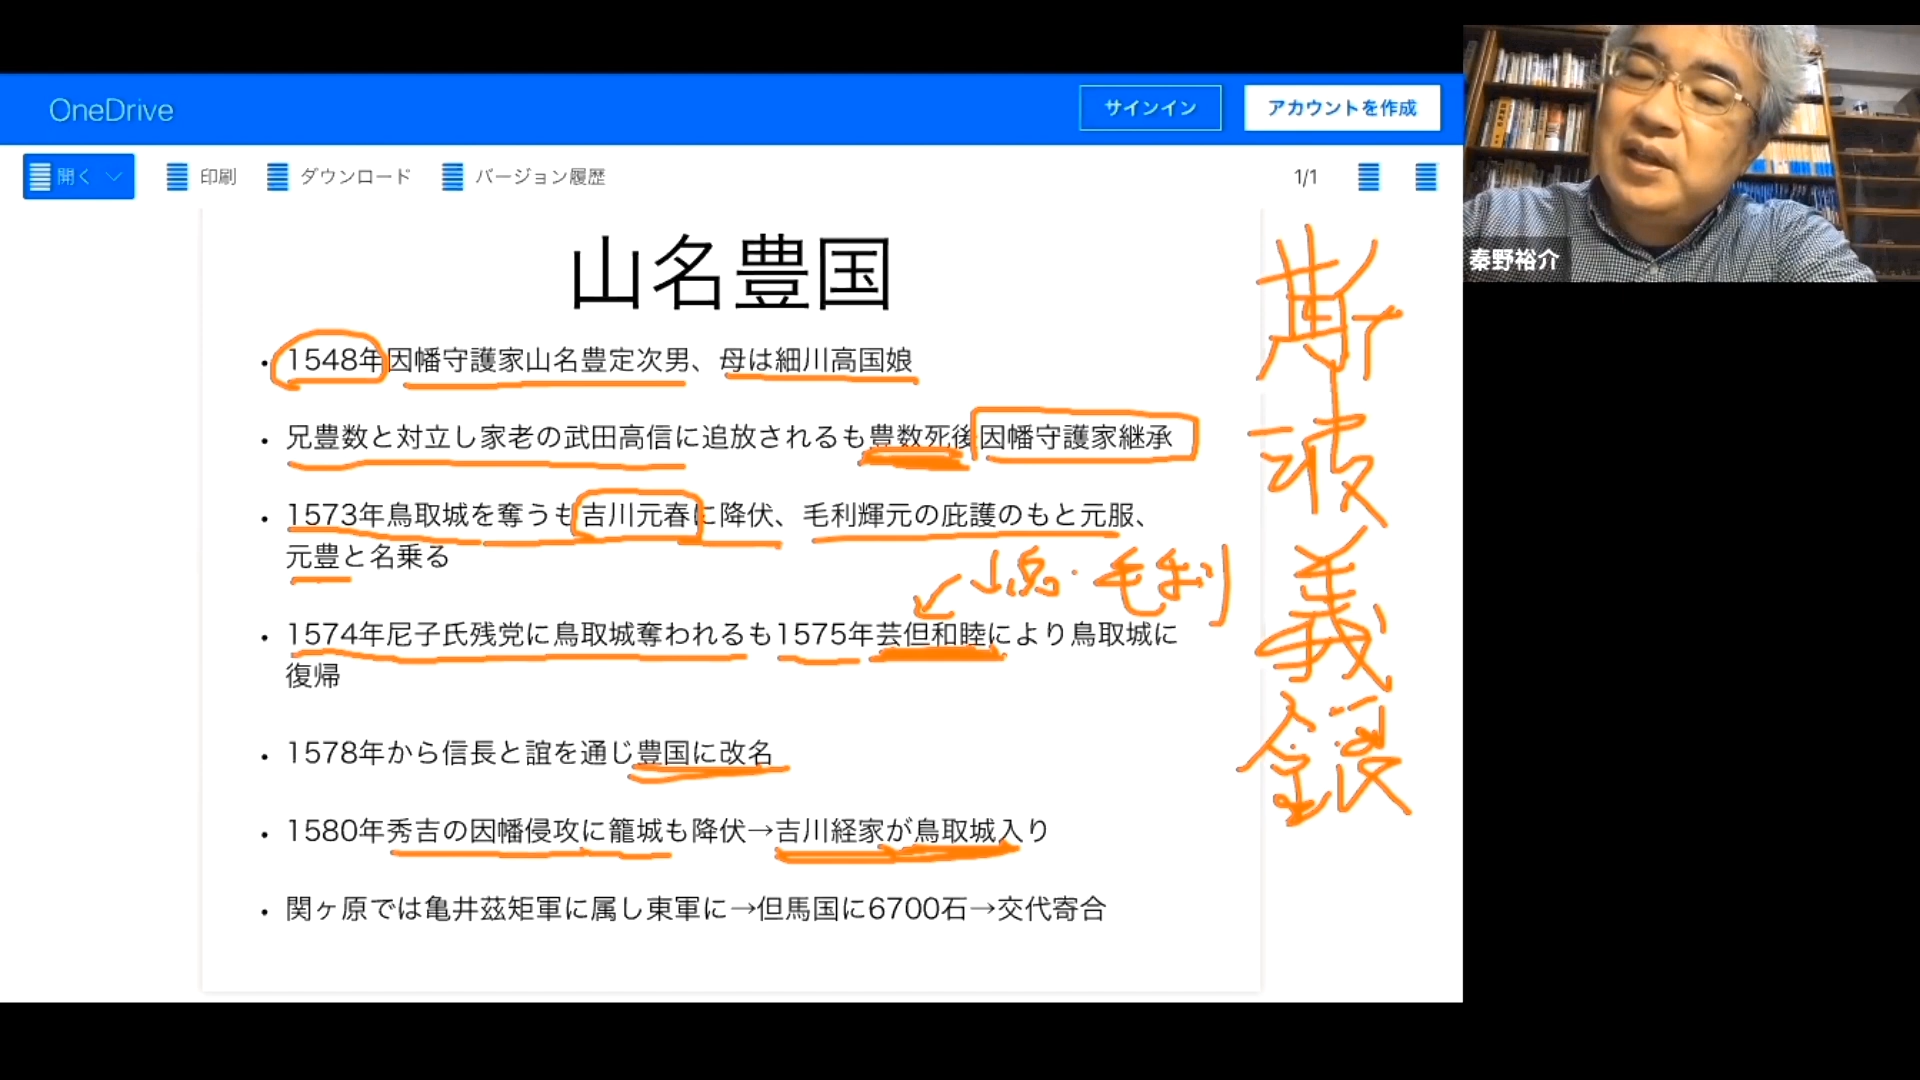 OneDrive
サインイン
アカウントを作成
開く
印刷
ダウンロード
バージョン履歴
1/1
秦野裕介
山名豊国
• 1548年因幡守護家山名豊定次男、母は細川高国娘
• 兄豊数と対立し家老の武田高信に追放されるも豊数死後因幡守護家継承
• 1573年鳥取城を奪うも吉川元春に降伏、毛利輝元の庇護のもと元服、
元豊と名乗る
毛利
• 1574年尼子氏残党に鳥取城奪われるも1575年芸但和睦により鳥取城に
復帰
• 1578年から信長と誼を通じ豊国に改名
• 1580年秀吉の因幡侵攻に籠城も降伏→吉川経家が鳥取城入り
• 関ヶ原では亀井茲矩軍に属し東軍に→但馬国に6700石→交代寄合
斯波義銀